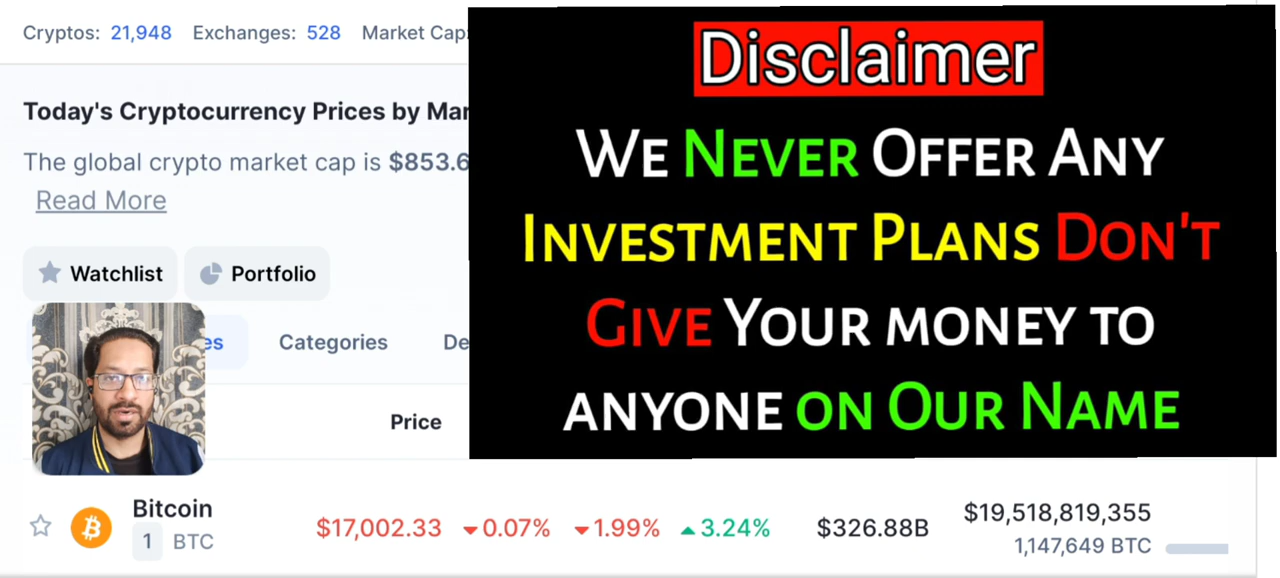 Cryptos: 21,948 Exchanges: 528 Market Cap:
Today's Cryptocurrency Prices by Mar
The global crypto market cap is $853.6
Read More
Watchlist Portfolio
es Categories De
Price
Disclaimer
We Never Offer Any
Investment Plans Don't
Give Your money to
anyone on Our Name
Bitcoin
1 BTC
$17,002.33 0.07% 1.99% 3.24% $326.88B $19,518,819,355
1,147,649 BTC